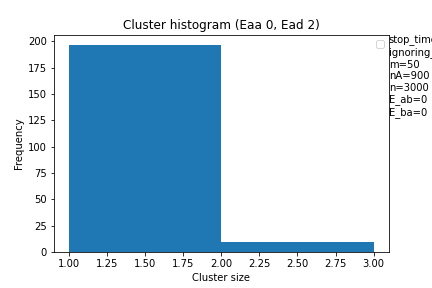 Cluster histogram (Eaa 0, Ead 2)
200
175
150
125
100
75
50
25
0
Frequency
1.00 1.25 1.50 1.75 2.00 2.25 2.50 2.75 3.00
Cluster size
m=50
nA=900
n=3000
E_ab=0
E_ba=0